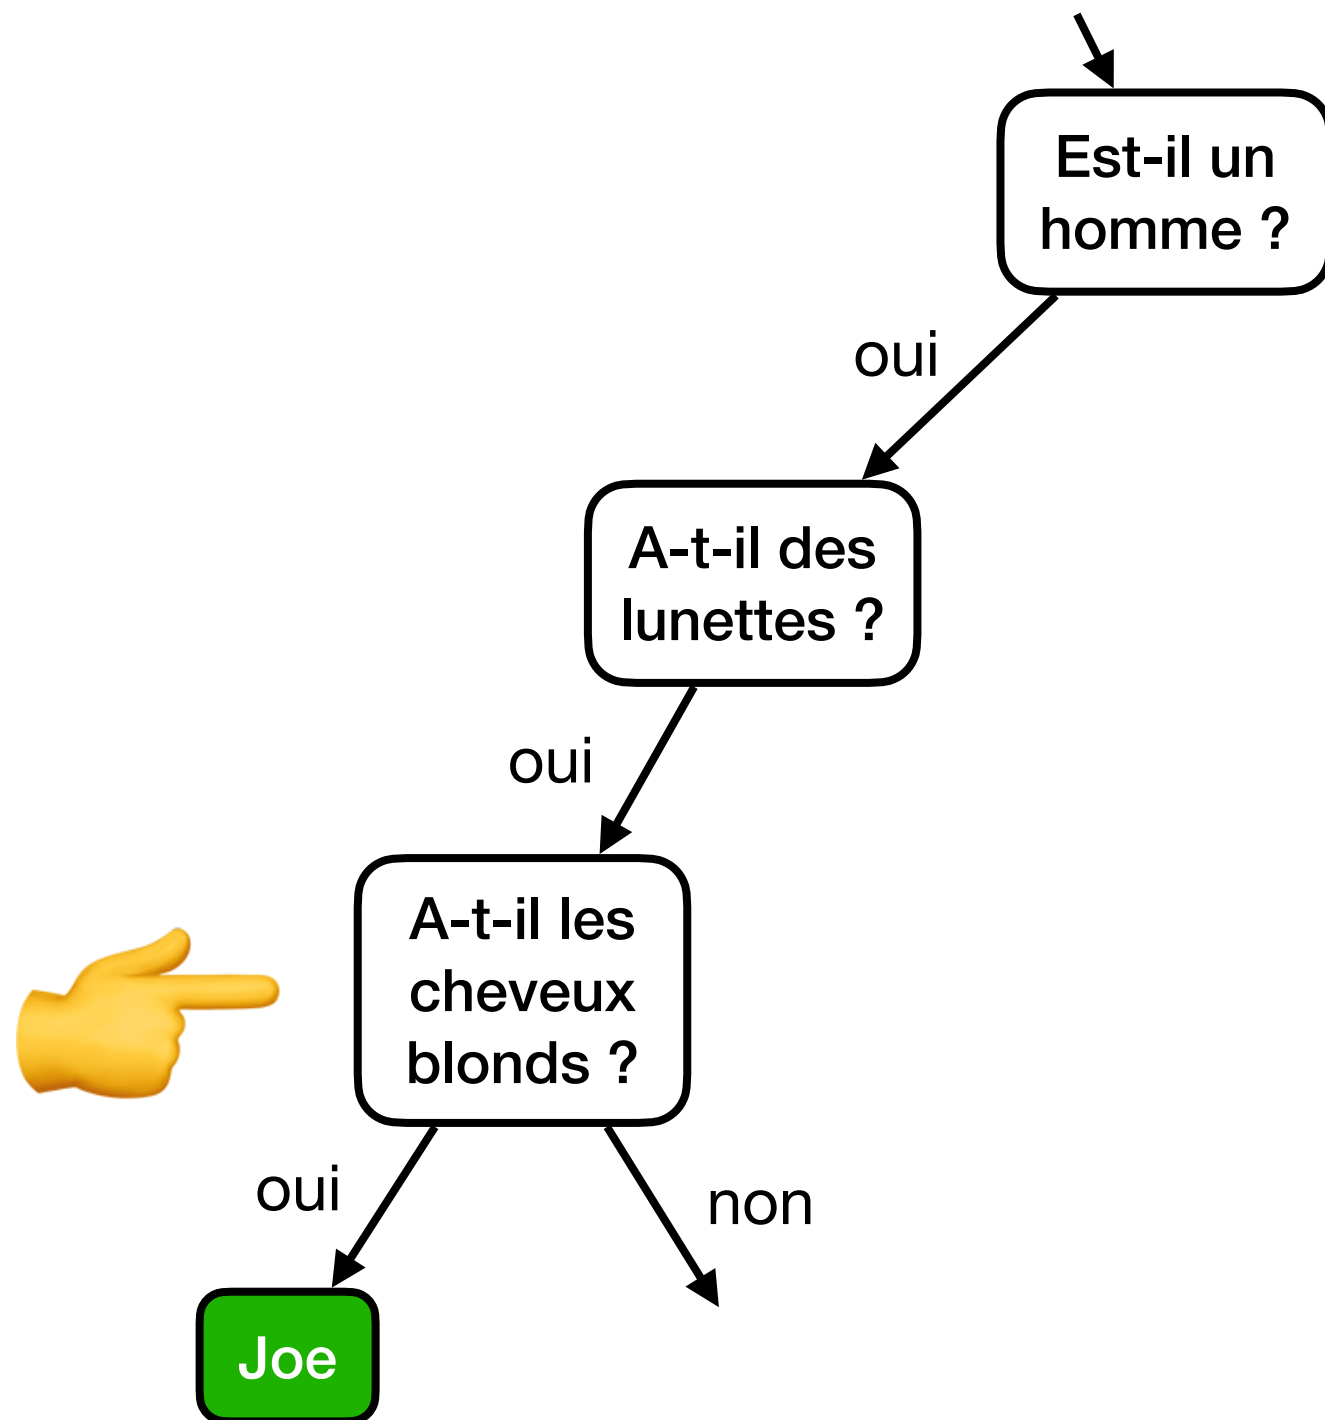 Est-il un
homme ?
oui
A-t-il des
lunettes ?
oui
A-t-il les
cheveux
blonds ?
oui
non
Joe